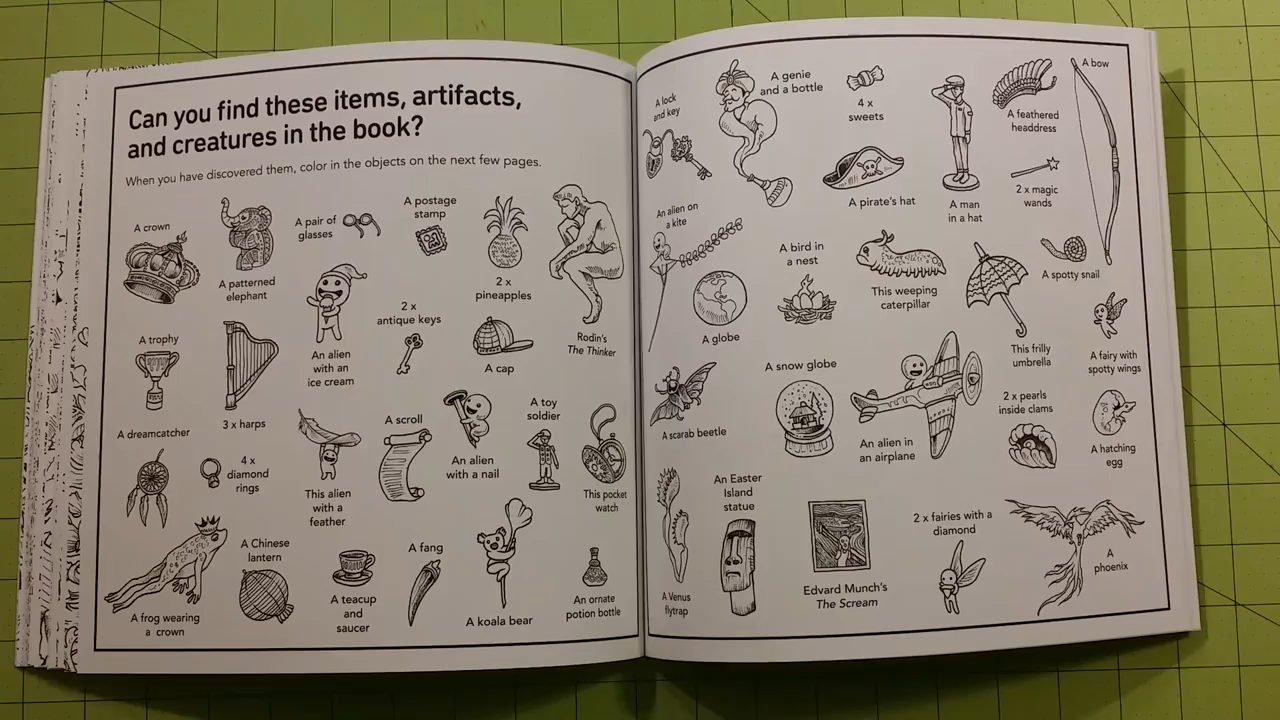 Can you find these items, artifacts,
and creatures in the book?
When you have discovered them, color in the objects on the next few pages.
A crown
A patterned
elephant
A pair of
glasses
A postage
stamp
2 x
pineapples
Rodin's
The Thinker
A trophy
3 x harps
An alien
with an
ice cream
2 x
antique keys
A cap
A dreamcatcher
4 x
diamond
rings
This alien
with a
feather
A scroll
An alien
with a nail
A toy
soldier
This pocket
watch
A frog wearing
a crown
A Chinese
lantern
A teacup
and
saucer
A fang
A koala bear
An ornate
potion bottle
A lock
and key
A genie
and a bottle
4 x
sweets
A pirate's hat
A man
in a hat
A feathered
headdress
2 x magic
wands
A bow
An alien on
a kite
A globe
A bird in
a nest
This weeping
caterpillar
This frilly
umbrella
A spotty snail
A fairy with
spotty wings
A scarab beetle
A snow globe
An alien in
an airplane
2 x pearls
inside clams
A hatching
egg
A Venus
flytrap
An Easter
Island
statue
Edvard Munch's
The Scream
2 x fairies with a
diamond
A
phoenix